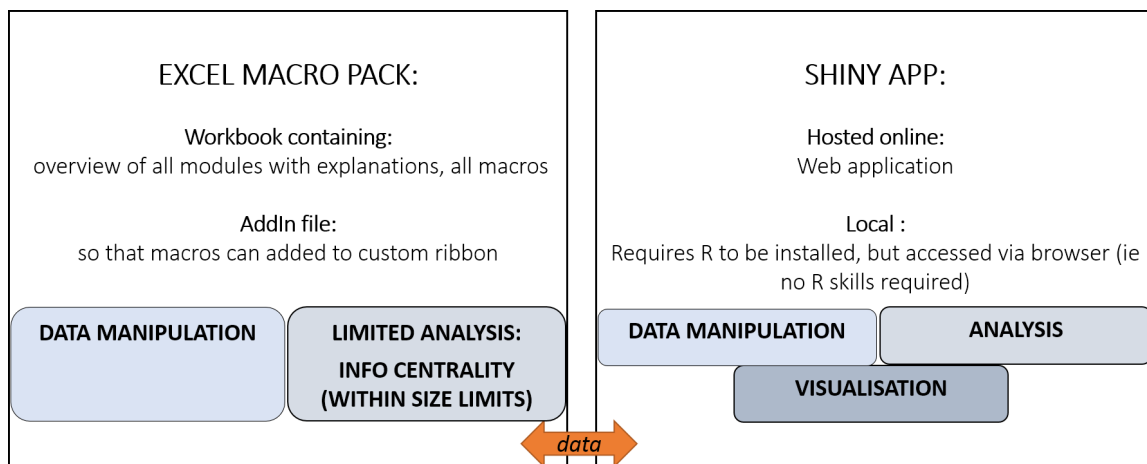 EXCEL MACRO PACK:
Workbook containing:
overview of all modules with explanations, all macros
AddIn file:
so that macros can added to custom ribbon
DATA MANIPULATION
LIMITED ANALYSIS:
INFO CENTRALITY
(WITHIN SIZE LIMITS)
SHINY APP:
Hosted online:
Web application
Local :
Requires R to be installed, but accessed via browser (ie
no R skills required)
DATA MANIPULATION
ANALYSIS
VISUALISATION
data